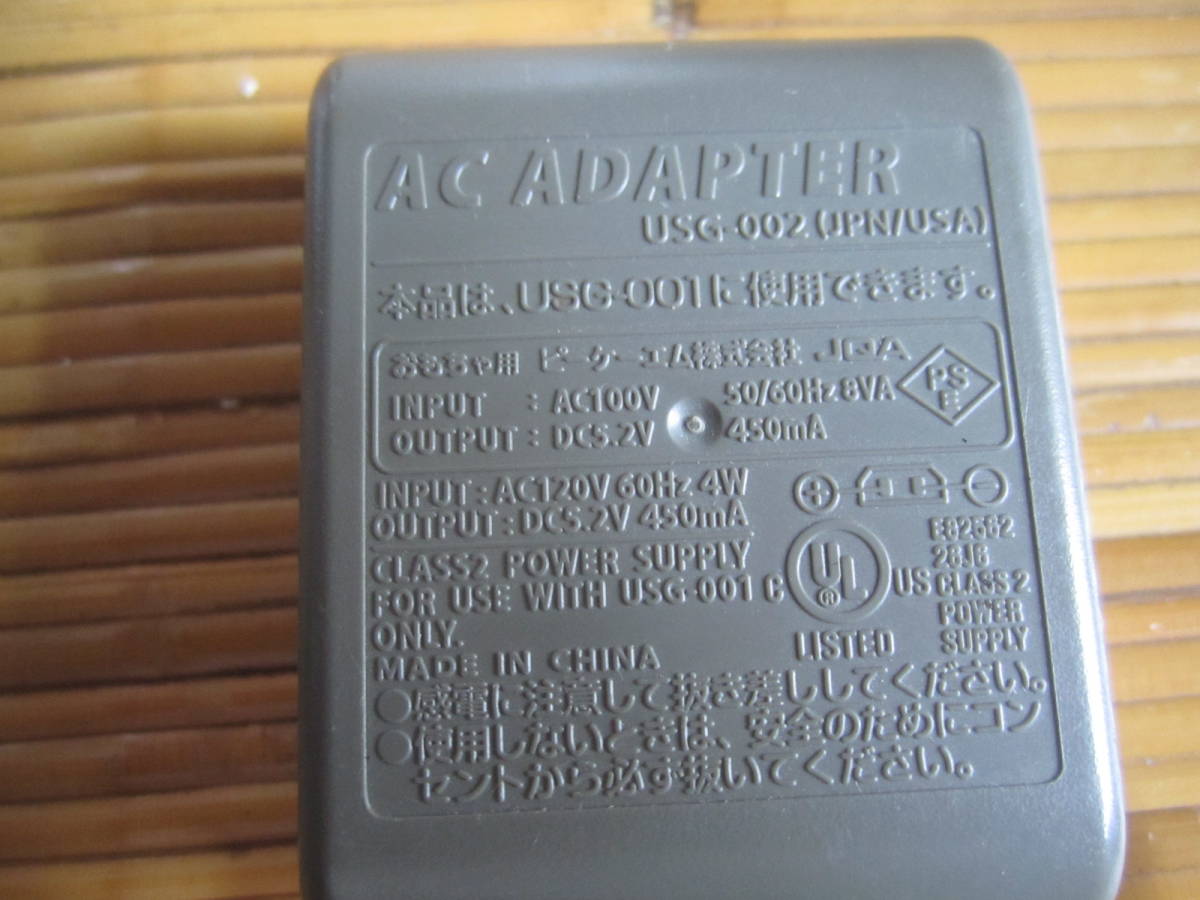 AC ADAPTER
USG-002 (JPN/USA)
本品は、USG-001に使用できます。
おもちゃ用 ピーケーエム株式会社 JQA
INPUT : AC100V 50/60Hz 8VA
OUTPUT : DC5.2V 450mA
PS
E
INPUT : AC120V 60Hz 4W
OUTPUT : DC5.2V 450mA
CLASS2 POWER SUPPLY
FOR USE WITH USG-001 C
ONLY.
MADE IN CHINA
UL
®
US
LISTED
E82582
28J8
CLASS 2
POWER
SUPPLY
○感電に注意して抜き差ししてください。
○使用しないときは、安全のためにコン
セントから必ず抜いてください。